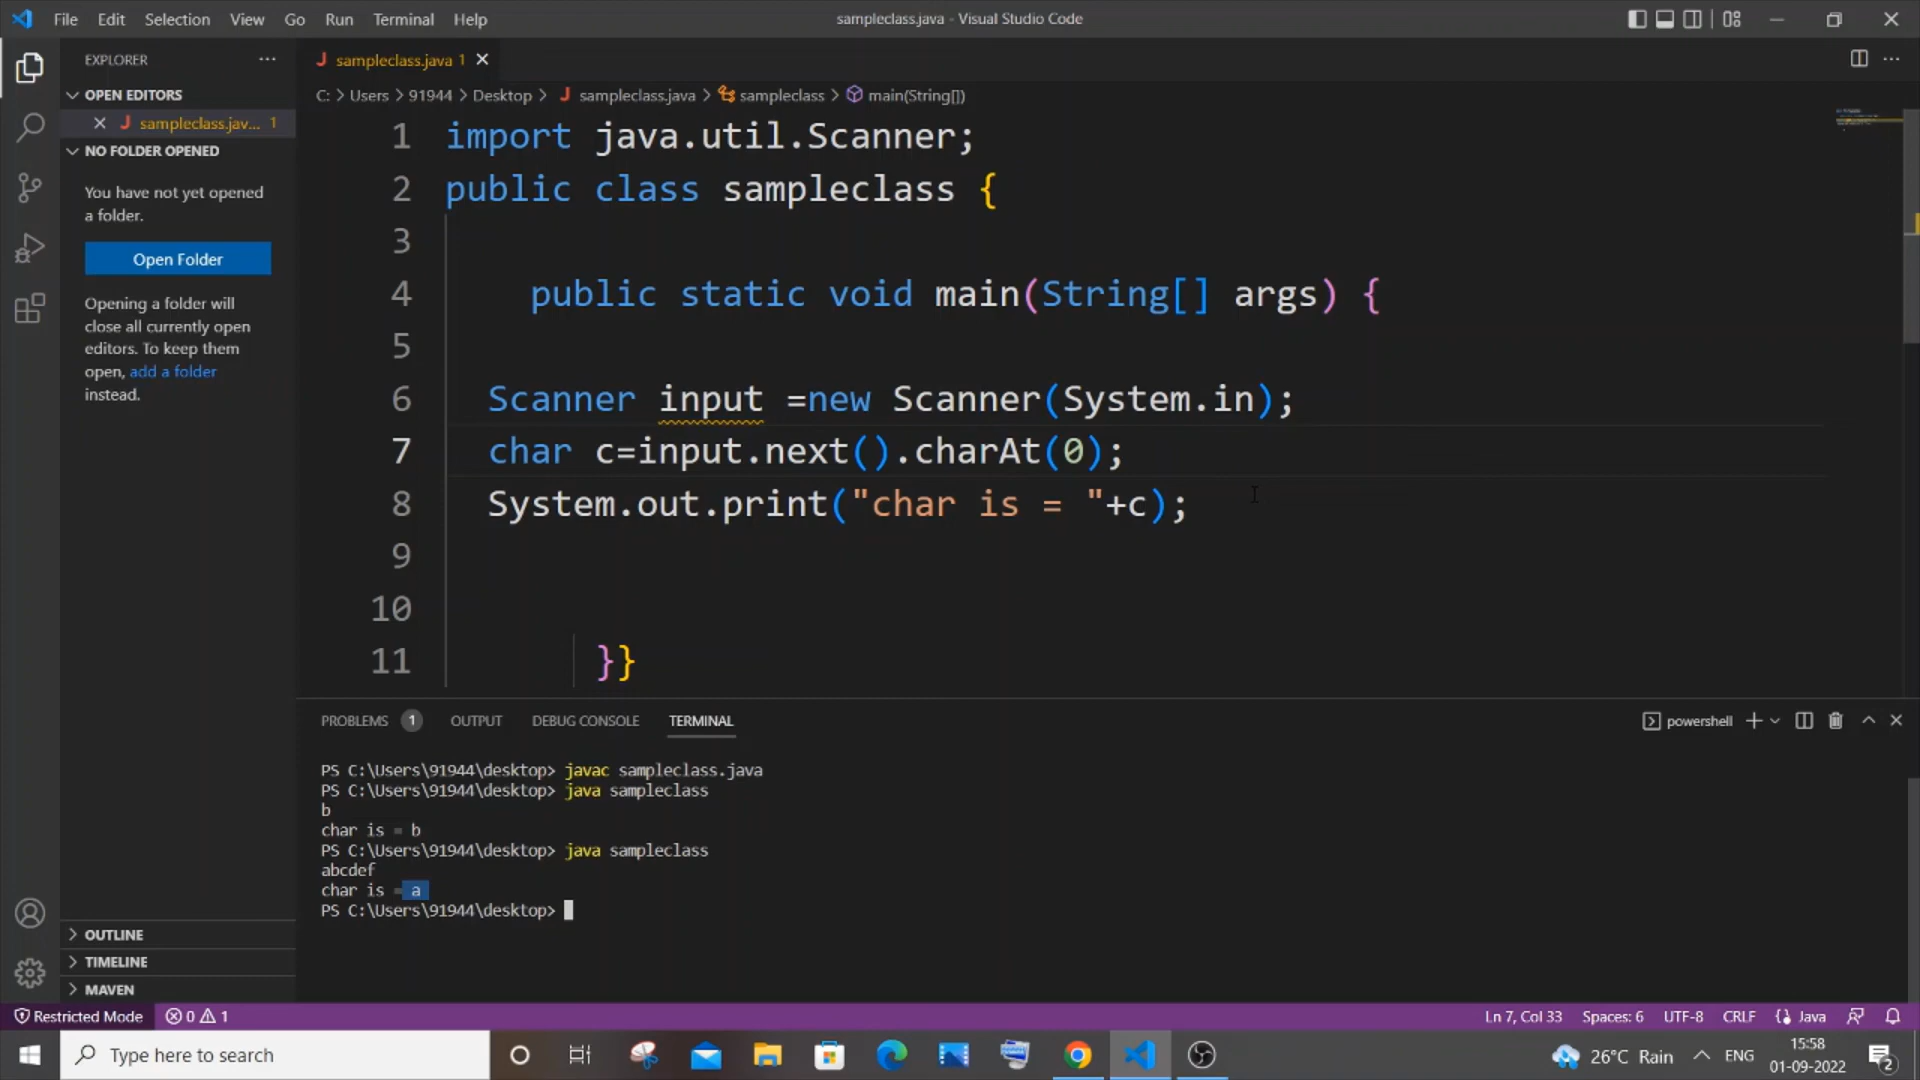 File Edit Selection View Go Run Terminal Help
sampleclass.java - Visual Studio Code
EXPLORER
OPEN EDITORS
sampleclass.jav... 1
NO FOLDER OPENED
You have not yet opened
a folder.
Open Folder
Opening a folder will
close all currently open
editors. To keep them
open, add a folder
instead.
OUTLINE
TIMELINE
MAVEN
sampleclass.java 1
C: > Users > 91944 > Desktop > sampleclass.java > sampleclass > main(String[])
1 import java.util.Scanner;
2 public class sampleclass {
3
4 public static void main(String[] args) {
5
6 Scanner input =new Scanner(System.in);
7 char c=input.next().charAt(0);
8 System.out.print("char is = "+c);
9
10
11 }}
PROBLEMS 1 OUTPUT DEBUG CONSOLE TERMINAL
powershell
PS C:\Users\91944\desktop> javac sampleclass.java
PS C:\Users\91944\desktop> java sampleclass
b
char is = b
PS C:\Users\91944\desktop> java sampleclass
abcdef
char is = a
PS C:\Users\91944\desktop>
Restricted Mode 0 1
Ln 7, Col 33 Spaces: 6 UTF-8 CRLF Java
Type here to search
26°C Rain ENG
15:58
01-09-2022
2